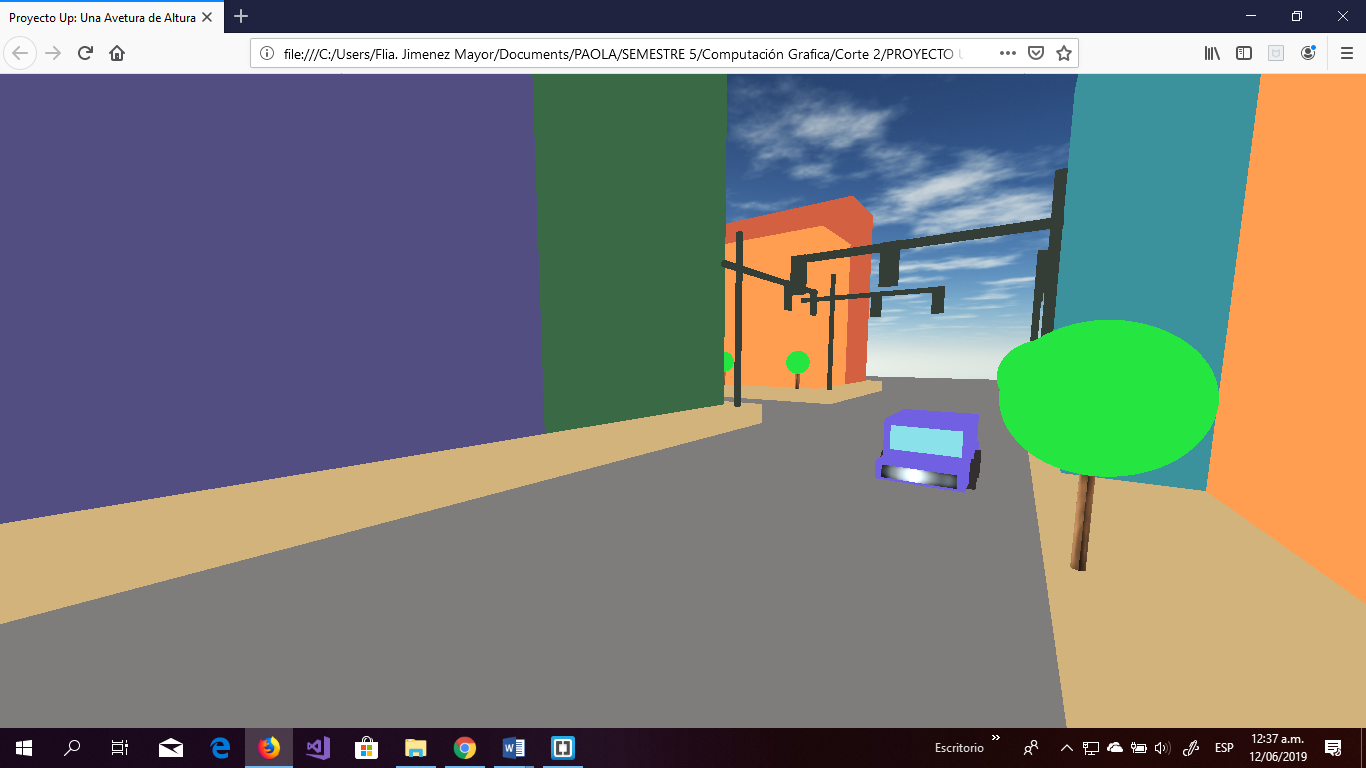 Proyecto Up: Una Avetura de Altura
file:///C:/Users/Flia. Jimenez Mayor/Documents/PAOLA/SEMESTRE 5/Computación Grafica/Corte 2/PROYECTO
Escritorio
ESP
12:37 a.m.
12/06/2019